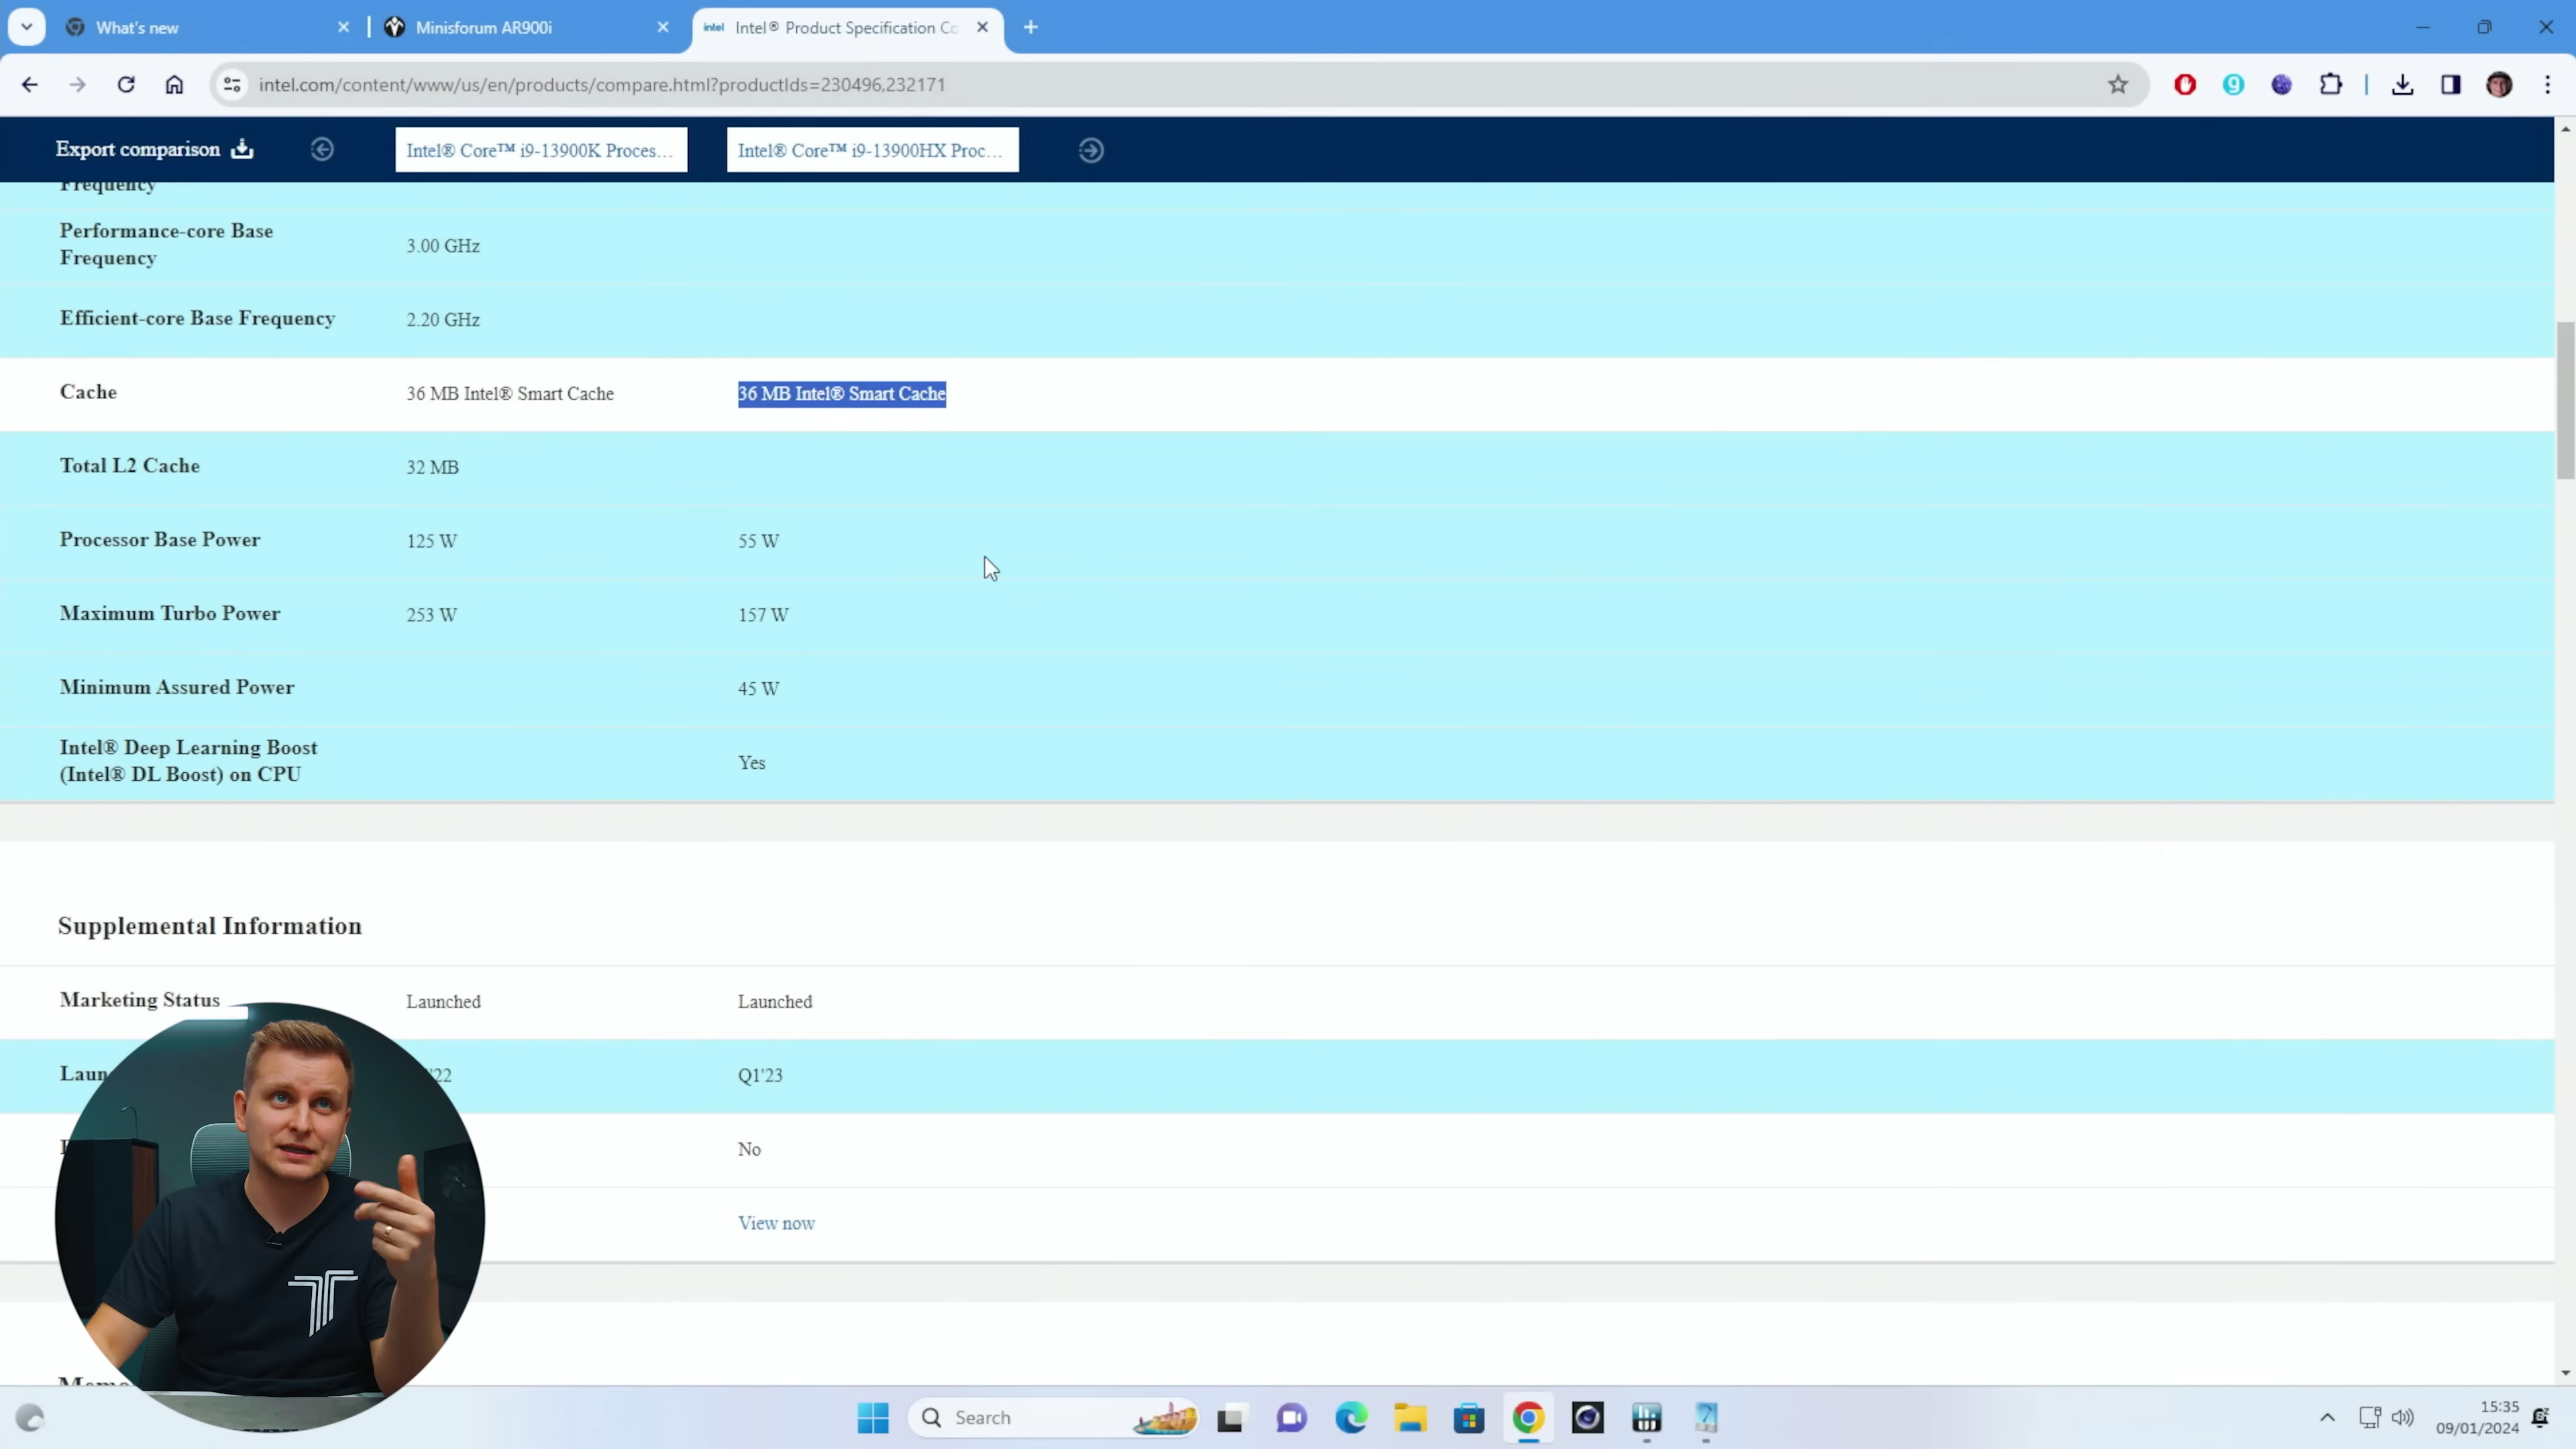 What's new
Minisforum AR900i
intel Intel® Product Specification Co
intel.com/content/www/us/en/products/compare.html?productIds=230496,232171
Export comparison Intel® Core™ i9-13900K Proces... Intel® Core™ i9-13900HX Proc...
Frequency
Performance-core Base
Frequency
3.00 GHz
Efficient-core Base Frequency 2.20 GHz
Cache 36 MB Intel® Smart Cache 36 MB Intel® Smart Cache
Total L2 Cache 32 MB
Processor Base Power 125 W 55 W
Maximum Turbo Power 253 W 157 W
Minimum Assured Power 45 W
Intel® Deep Learning Boost
(Intel® DL Boost) on CPU
Yes
Supplemental Information
Marketing Status Launched Launched
Laun '22 Q1'23
No
View now
Search
15:35
09/01/2024